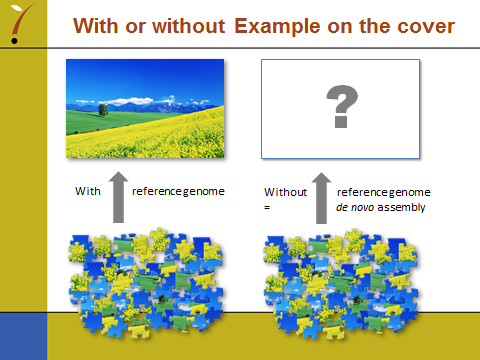 With or without Example on the cover
?
With reference genome
Without reference genome
= de novo assembly